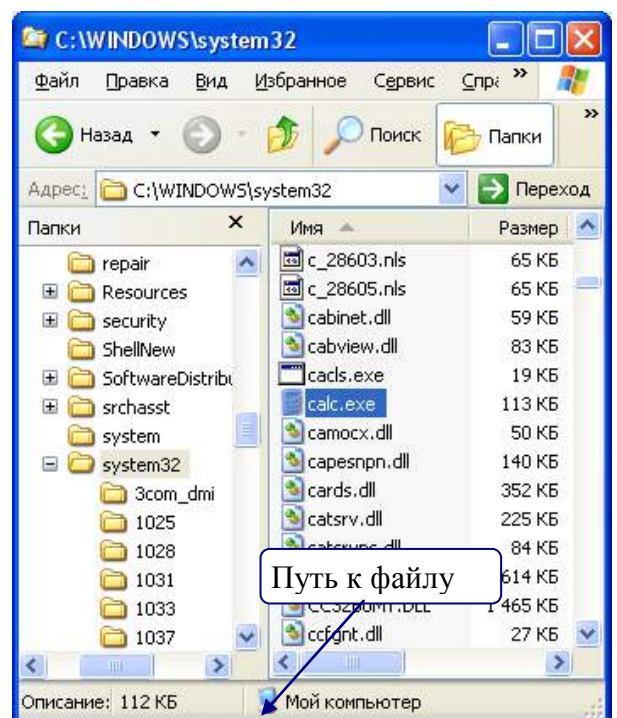 C:\WINDOWS\system32
Файл Правка Вид Избранное Сервис Спра »
Назад Поиск Папки »
Адрес: C:\WINDOWS\system32 Переход
Папки × Имя Размер
repair c_28603.nls 65 КБ
Resources c_28605.nls 65 КБ
security cabinet.dll 59 КБ
ShellNew cabview.dll 83 КБ
SoftwareDistribu cacls.exe 19 КБ
srchasst calc.exe 113 КБ
system camocx.dll 50 КБ
system32 capesnpn.dll 140 КБ
3com_dmi cards.dll 352 КБ
1025 catsrv.dll 225 КБ
1028 catsrvps.dll 84 КБ
1031 Путь к файлу 614 КБ
1033 CC3260MT.DLL 1 465 КБ
1037 ccfgnt.dll 27 КБ
Описание: 112 КБ Мой компьютер